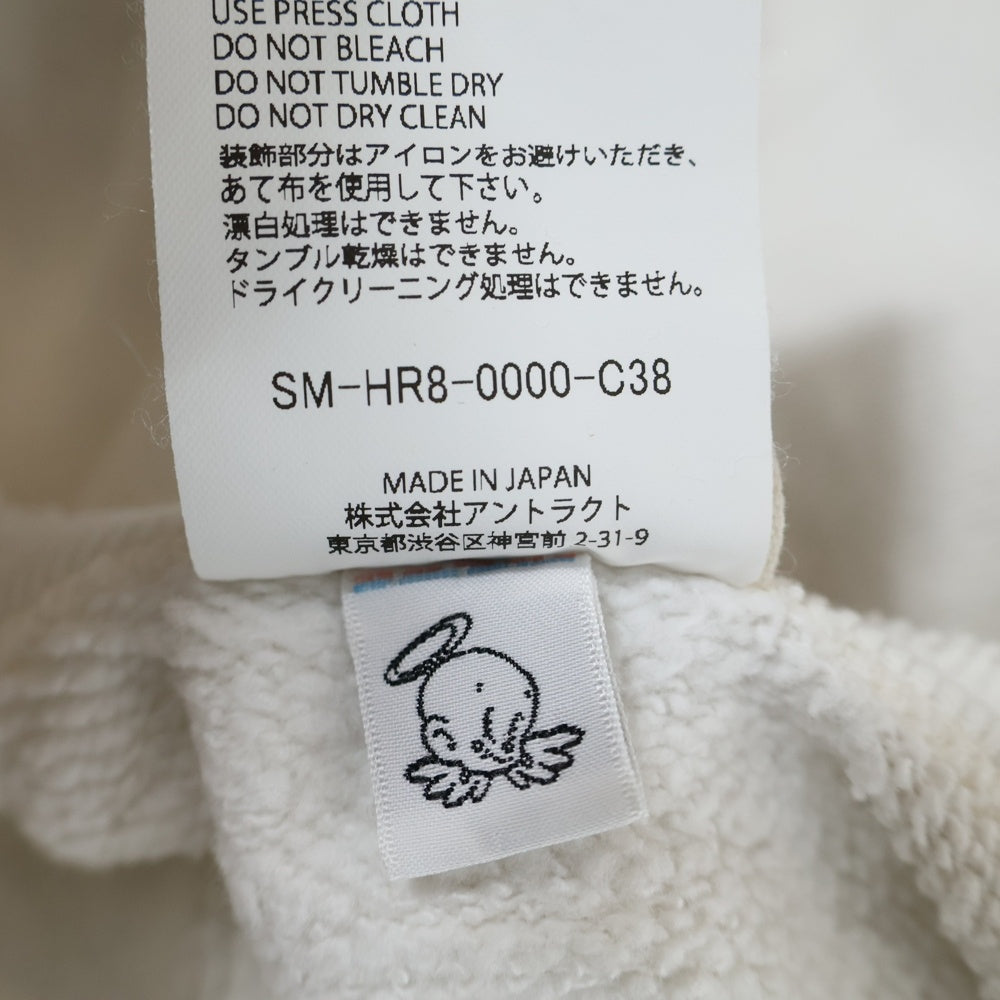 USE PRESS CLOTH
DO NOT BLEACH
DO NOT TUMBLE DRY
DO NOT DRY CLEAN
装飾部分はアイロンをお避けいただき、
あて布を使用して下さい。
漂白処理はできません。
タンブル乾燥はできません。
ドライクリーニング処理はできません。
SM-HR8-0000-C38
MADE IN JAPAN
株式会社アントラクト
東京都渋谷区神宮前 2-31-9